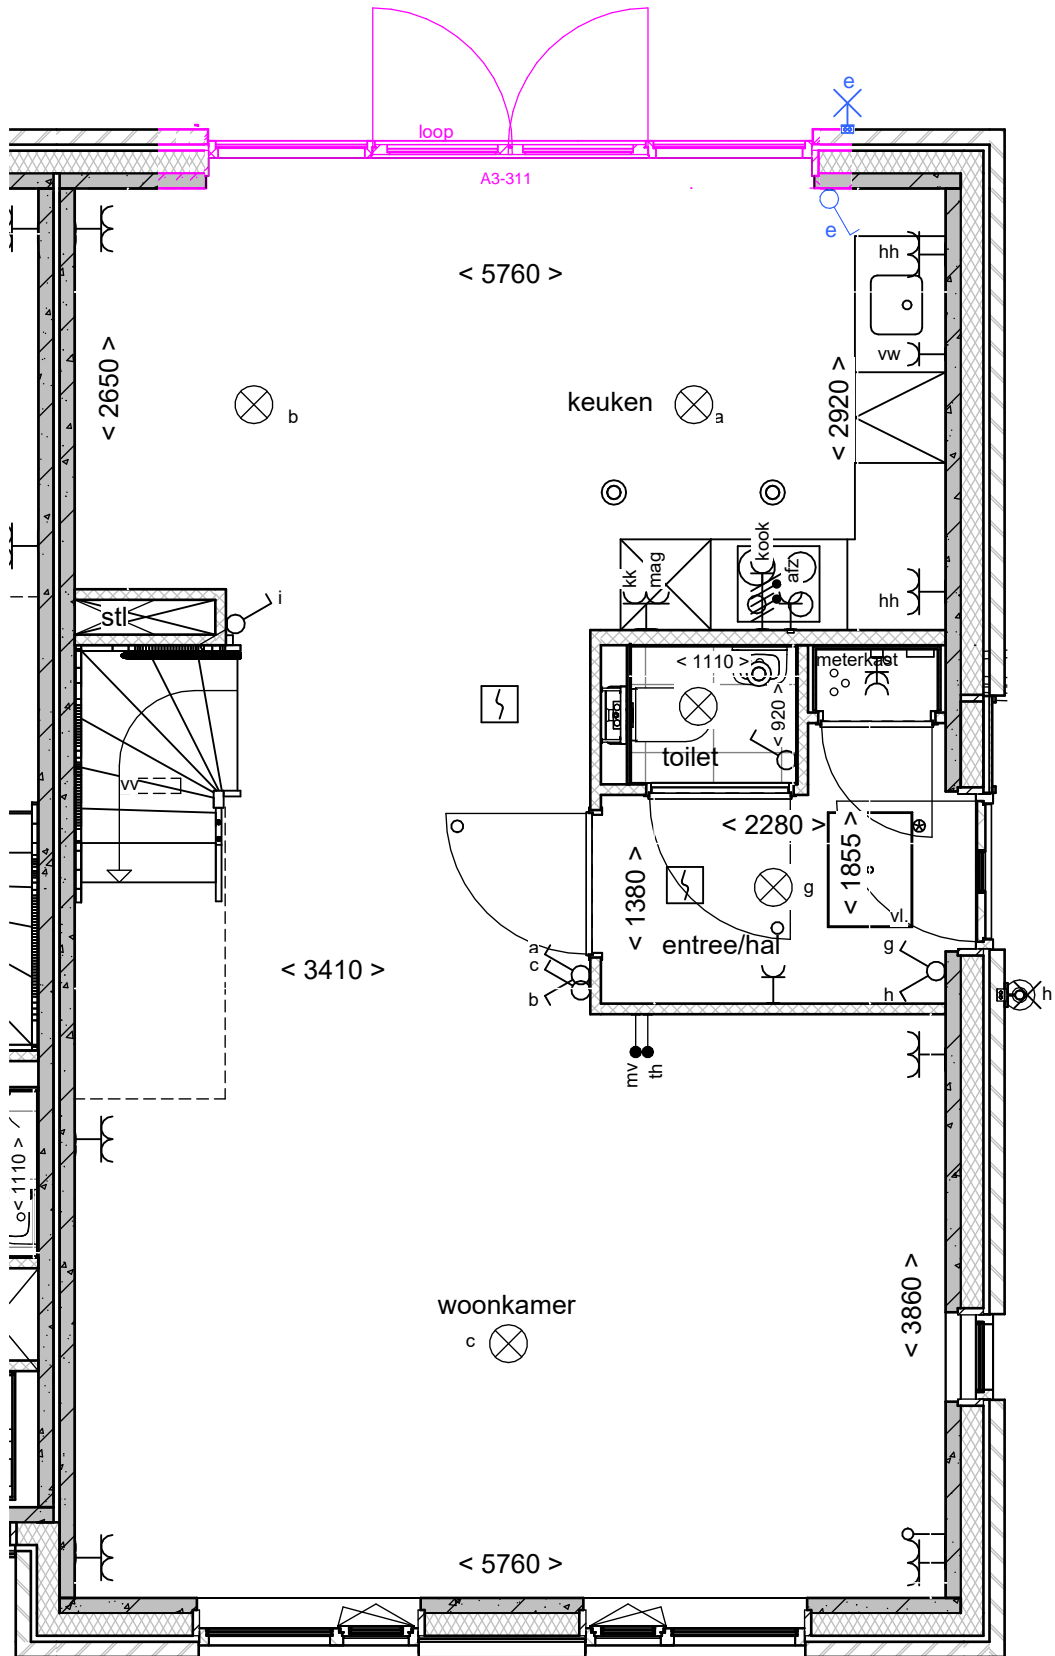 e
loop
A3-311
e
hh
< 5760 >
vw
< 2650 >
keuken
a
b
< 2920 >
kook
kk
mag
afz
hh
stl
i
< 1110 >
meterkast
< 920 >
toilet
vv
< 2280 >
< 1855 >
< 1380 >
g
vl.
entree/hal
a
c
b
g
h
h
< 3410 >
mv
th
< 1110 >
< 3860 >
woonkamer
c
< 5760 >